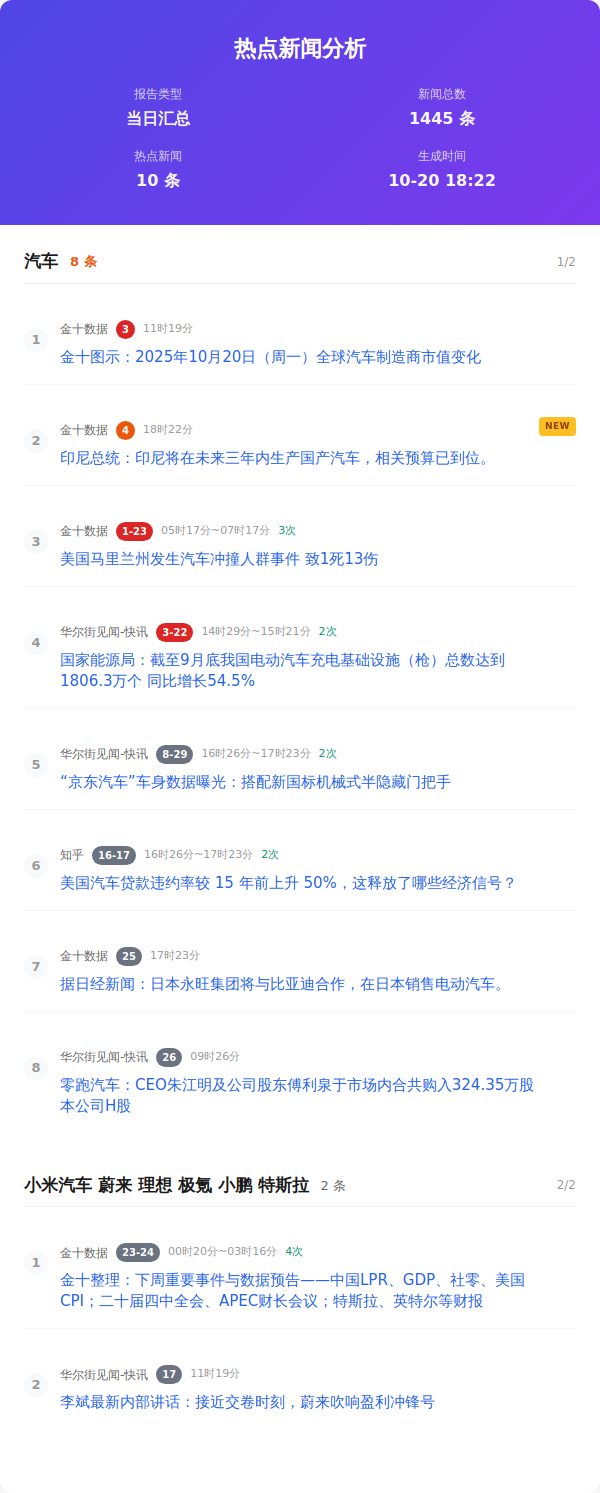 热点新闻分析
报告类型
新闻总数
当日汇总
1445 条
热点新闻
生成时间
10 条
10-20 18:22
汽车 8 条 1/2
1
金十数据 3 11时19分
金十图示：2025年10月20日（周一）全球汽车制造商市值变化
2
金十数据 4 18时22分 NEW
印尼总统：印尼将在未来三年内生产国产汽车，相关预算已到位。
3
金十数据 1-23 05时17分~07时17分 3次
美国马里兰州发生汽车冲撞人群事件 致1死13伤
4
华尔街见闻-快讯 3-22 14时29分~15时21分 2次
国家能源局：截至9月底我国电动汽车充电基础设施（枪）总数达到
1806.3万个 同比增长54.5%
5
华尔街见闻-快讯 8-29 16时26分~17时23分 2次
“京东汽车”车身数据曝光：搭配新国标机械式半隐藏门把手
6
知乎 16-17 16时26分~17时23分 2次
美国汽车贷款违约率较 15 年前上升 50%，这释放了哪些经济信号？
7
金十数据 25 17时23分
据日经新闻：日本永旺集团将与比亚迪合作，在日本销售电动汽车。
8
华尔街见闻-快讯 26 09时26分
零跑汽车：CEO朱江明及公司股东傅利泉于市场内合共购入324.35万股
本公司H股
小米汽车 蔚来 理想 极氪 小鹏 特斯拉 2 条 2/2
1
金十数据 23-24 00时20分~03时16分 4次
金十整理：下周重要事件与数据预告——中国LPR、GDP、社零、美国
CPI；二十届四中全会、APEC财长会议；特斯拉、英特尔等财报
2
华尔街见闻-快讯 17 11时19分
李斌最新内部讲话：接近交卷时刻，蔚来吹响盈利冲锋号